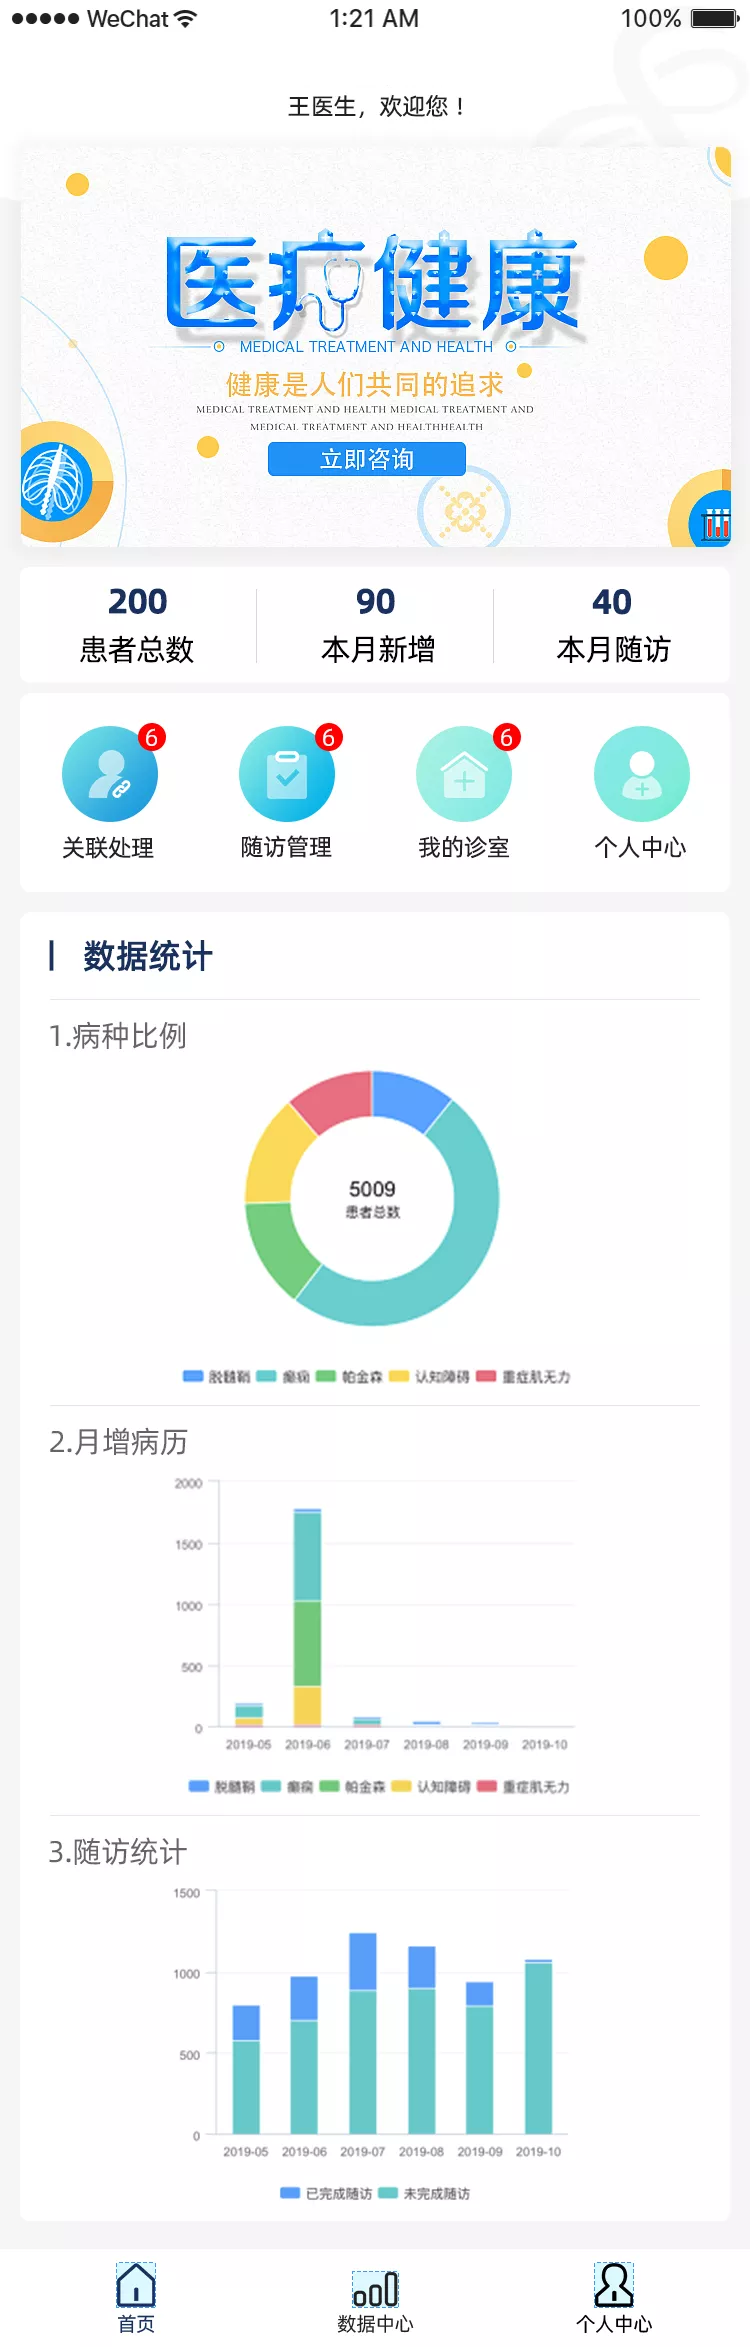 WeChat 1:21 AM 100%
王医生，欢迎您！
医疗健康
MEDICAL TREATMENT AND HEALTH
健康是人们共同的追求
MEDICAL TREATMENT AND HEALTH MEDICAL TREATMENT AND
MEDICAL TREATMENT AND HEALTHHEALTH
立即咨询
200 90 40
患者总数 本月新增 本月随访
6 6 6
关联处理 随访管理 我的诊室 个人中心
数据统计
1.病种比例
5009
患者总数
脱髓鞘 癫痫 帕金森 认知障碍 重症肌无力
2.月增病历
2000
1500
1000
500
0
2019-05 2019-06 2019-07 2019-08 2019-09 2019-10
脱髓鞘 癫痫 帕金森 认知障碍 重症肌无力
3.随访统计
1500
1000
500
0
2019-05 2019-06 2019-07 2019-08 2019-09 2019-10
已完成随访 未完成随访
首页 数据中心 个人中心